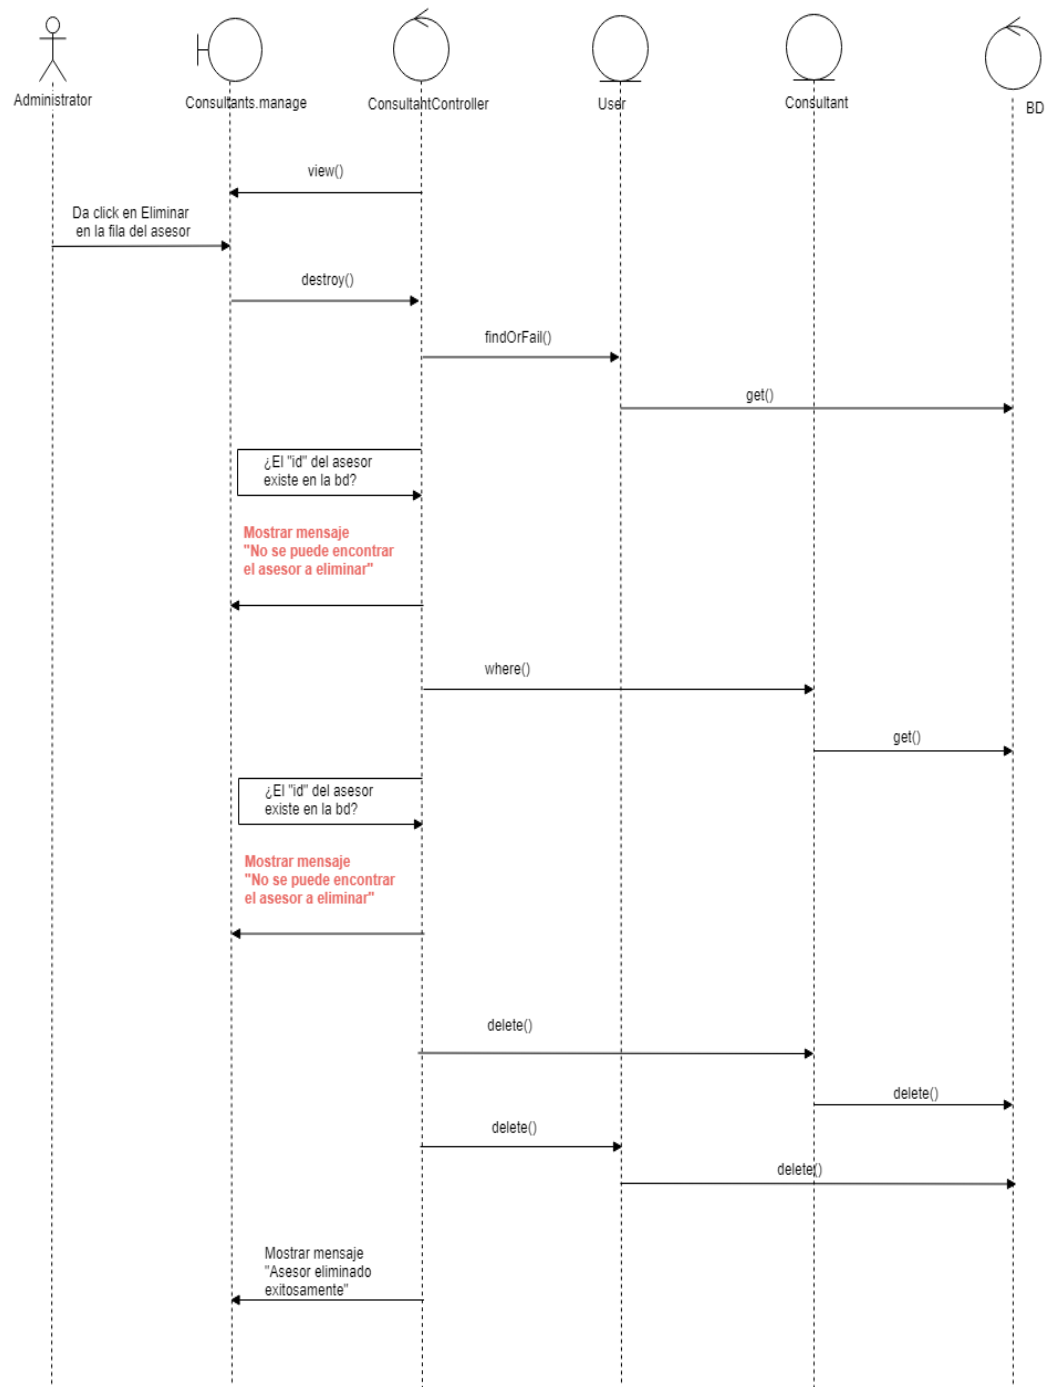 Administrator
Consultants.manage
ConsultantController
User
Consultant
BD
view()
Da click en Eliminar
en la fila del asesor
destroy()
findOrFail()
get()
¿El "id" del asesor
existe en la bd?
Mostrar mensaje
"No se puede encontrar
el asesor a eliminar"
where()
get()
¿El "id" del asesor
existe en la bd?
Mostrar mensaje
"No se puede encontrar
el asesor a eliminar"
delete()
delete()
delete()
delete()
Mostrar mensaje
"Asesor eliminado
exitosamente"